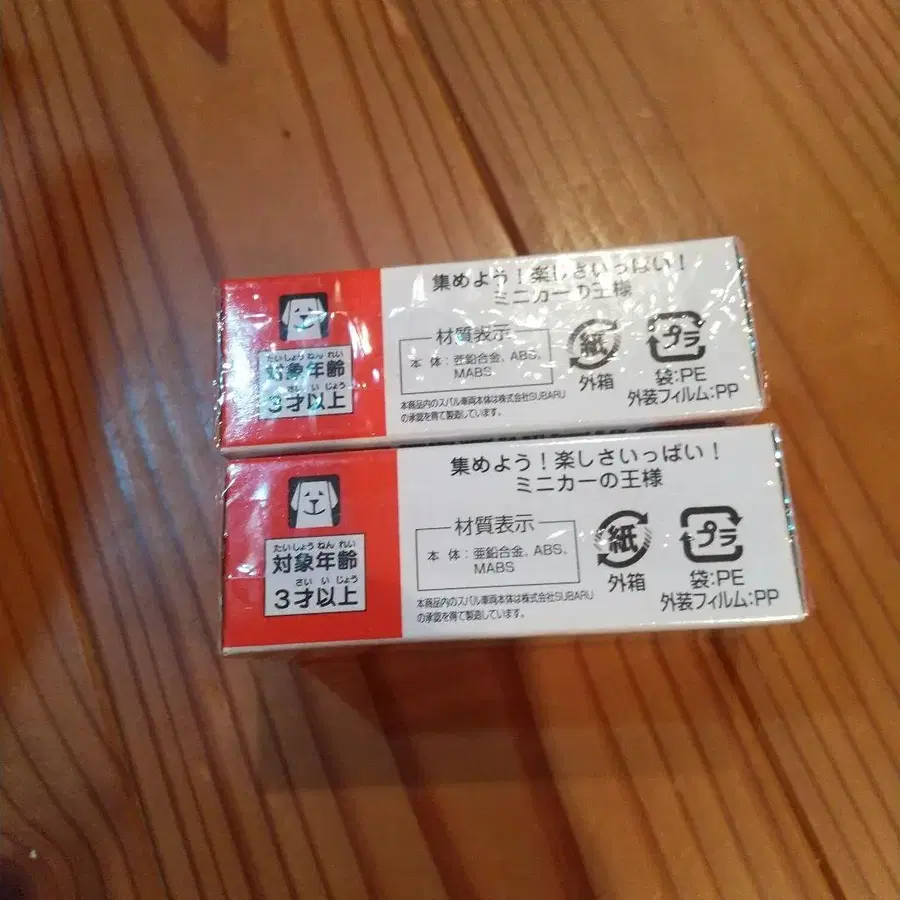 集めよう！楽しさいっぱい！
ミニカーの王様
たいしょうねんれい
対象年齢
さいいじょう
3才以上
材質表示
本体：亜鉛合金、ABS、
MABS
紙
外箱
プラ
袋：PE
外装フィルム：PP
本商品内のスバル車両本体は株式会社SUBARU
の承認を得て製造しています。
集めよう！楽しさいっぱい！
ミニカーの王様
たいしょうねんれい
対象年齢
さいいじょう
3才以上
材質表示
本体：亜鉛合金、ABS、
MABS
紙
外箱
プラ
袋：PE
外装フィルム：PP
本商品内のスバル車両本体は株式会社SUBARU
の承認を得て製造しています。